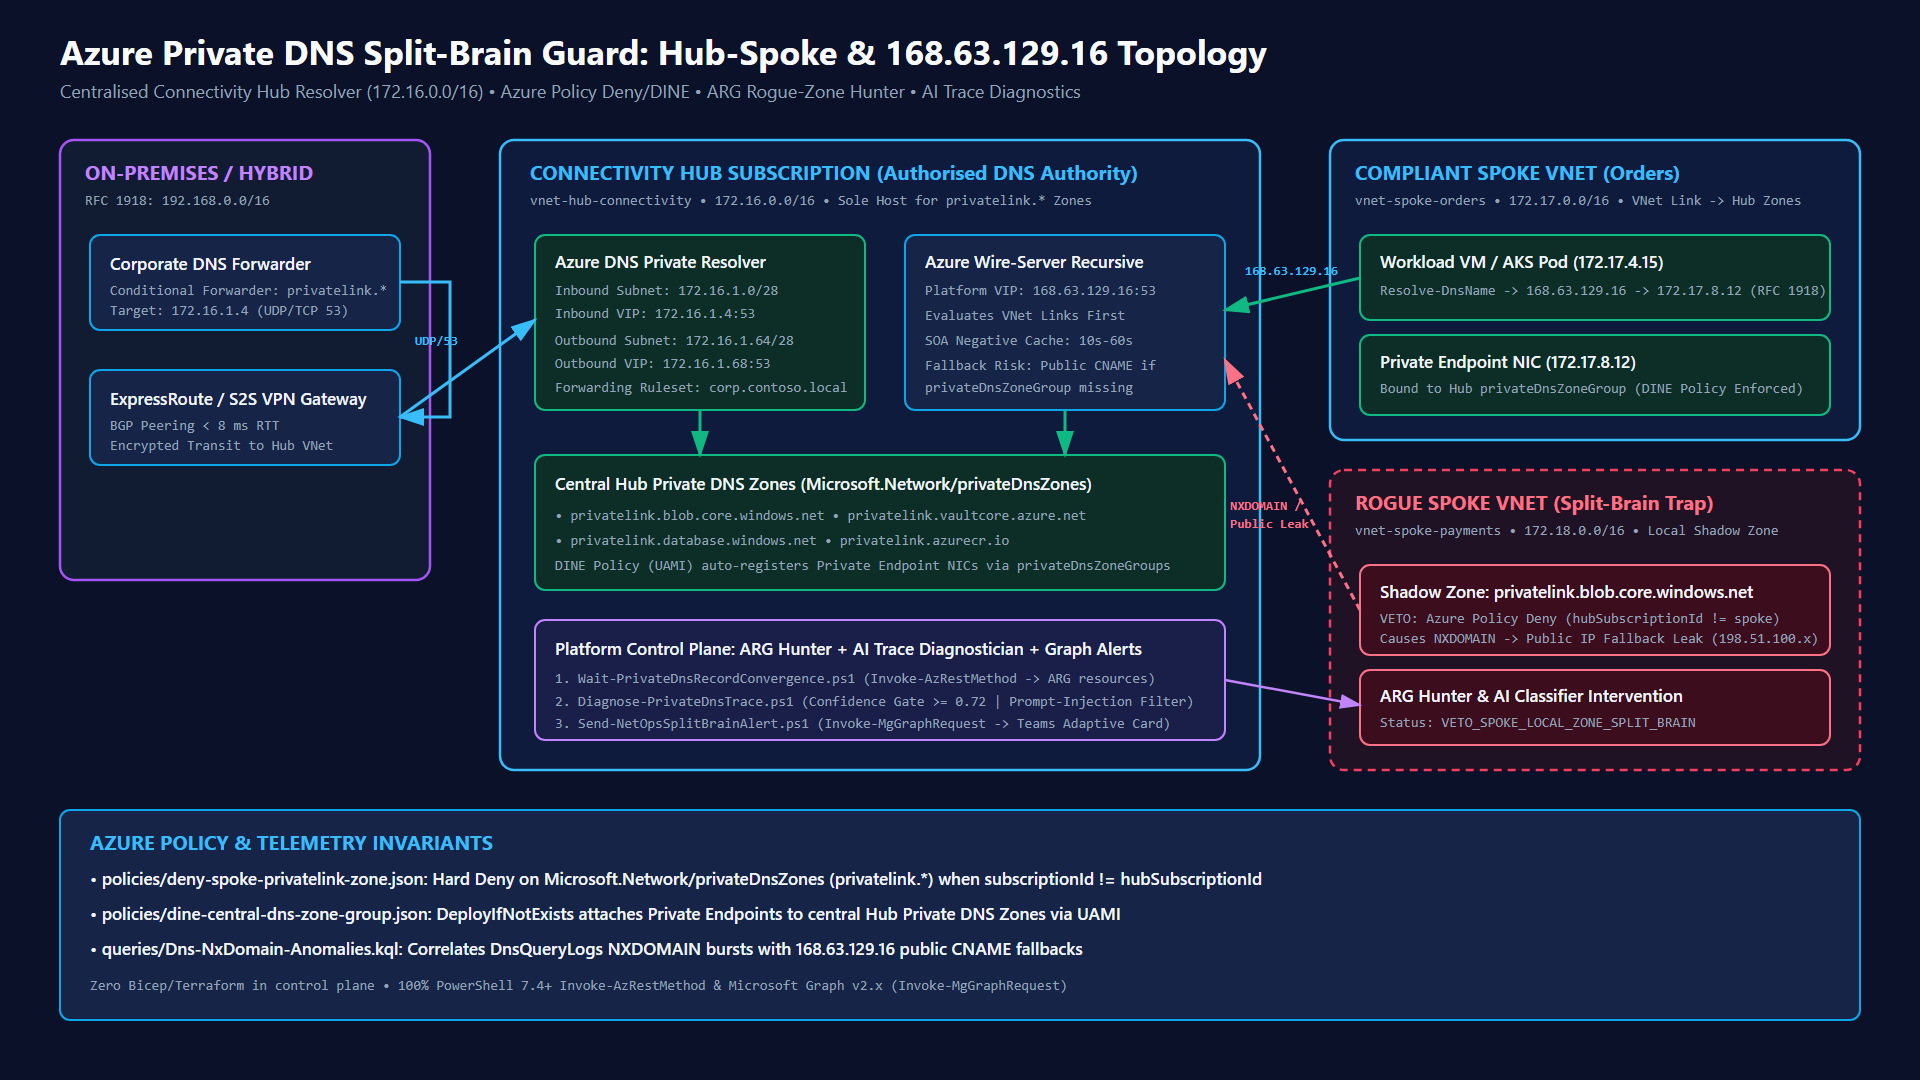 Azure Private DNS Split-Brain Guard: Hub-Spoke & 168.63.129.16 Topology
Centralised Connectivity Hub Resolver (172.16.0.0/16) • Azure Policy Deny/DINE • ARG Rogue-Zone Hunter • AI Trace Diagnostics
ON-PREMISES / HYBRID
RFC 1918: 192.168.0.0/16
Corporate DNS Forwarder
Conditional Forwarder: privatelink.*
Target: 172.16.1.4 (UDP/TCP 53)
UDP/53
ExpressRoute / S2S VPN Gateway
BGP Peering < 8 ms RTT
Encrypted Transit to Hub VNet
CONNECTIVITY HUB SUBSCRIPTION (Authorised DNS Authority)
vnet-hub-connectivity • 172.16.0.0/16 • Sole Host for privatelink.* Zones
Azure DNS Private Resolver
Inbound Subnet: 172.16.1.0/28
Inbound VIP: 172.16.1.4:53
Outbound Subnet: 172.16.1.64/28
Outbound VIP: 172.16.1.68:53
Forwarding Ruleset: corp.contoso.local
Azure Wire-Server Recursive
Platform VIP: 168.63.129.16:53
Evaluates VNet Links First
SOA Negative Cache: 10s-60s
Fallback Risk: Public CNAME if
privateDnsZoneGroup missing
Central Hub Private DNS Zones (Microsoft.Network/privateDnsZones)
• privatelink.blob.core.windows.net • privatelink.vaultcore.azure.net
• privatelink.database.windows.net • privatelink.azurecr.io
DINE Policy (UAMI) auto-registers Private Endpoint NICs via privateDnsZoneGroups
Platform Control Plane: ARG Hunter + AI Trace Diagnostician + Graph Alerts
1. Wait-PrivateDnsRecordConvergence.ps1 (Invoke-AzRestMethod -> ARG resources)
2. Diagnose-PrivateDnsTrace.ps1 (Confidence Gate >= 0.72 | Prompt-Injection Filter)
3. Send-NetOpsSplitBrainAlert.ps1 (Invoke-MgGraphRequest -> Teams Adaptive Card)
168.63.129.16
NXDOMAIN /
Public Leak
COMPLIANT SPOKE VNET (Orders)
vnet-spoke-orders • 172.17.0.0/16 • VNet Link -> Hub Zones
Workload VM / AKS Pod (172.17.4.15)
Resolve-DnsName -> 168.63.129.16 -> 172.17.8.12 (RFC 1918)
Private Endpoint NIC (172.17.8.12)
Bound to Hub privateDnsZoneGroup (DINE Policy Enforced)
ROGUE SPOKE VNET (Split-Brain Trap)
vnet-spoke-payments • 172.18.0.0/16 • Local Shadow Zone
Shadow Zone: privatelink.blob.core.windows.net
VETO: Azure Policy Deny (hubSubscriptionId != spoke)
Causes NXDOMAIN -> Public IP Fallback Leak (198.51.100.x)
ARG Hunter & AI Classifier Intervention
Status: VETO_SPOKE_LOCAL_ZONE_SPLIT_BRAIN
AZURE POLICY & TELEMETRY INVARIANTS
• policies/deny-spoke-privatelink-zone.json: Hard Deny on Microsoft.Network/privateDnsZones (privatelink.*) when subscriptionId != hubSubscriptionId
• policies/dine-central-dns-zone-group.json: DeployIfNotExists attaches Private Endpoints to central Hub Private DNS Zones via UAMI
• queries/Dns-NxDomain-Anomalies.kql: Correlates DnsQueryLogs NXDOMAIN bursts with 168.63.129.16 public CNAME fallbacks
Zero Bicep/Terraform in control plane • 100% PowerShell 7.4+ Invoke-AzRestMethod & Microsoft Graph v2.x (Invoke-MgGraphRequest)